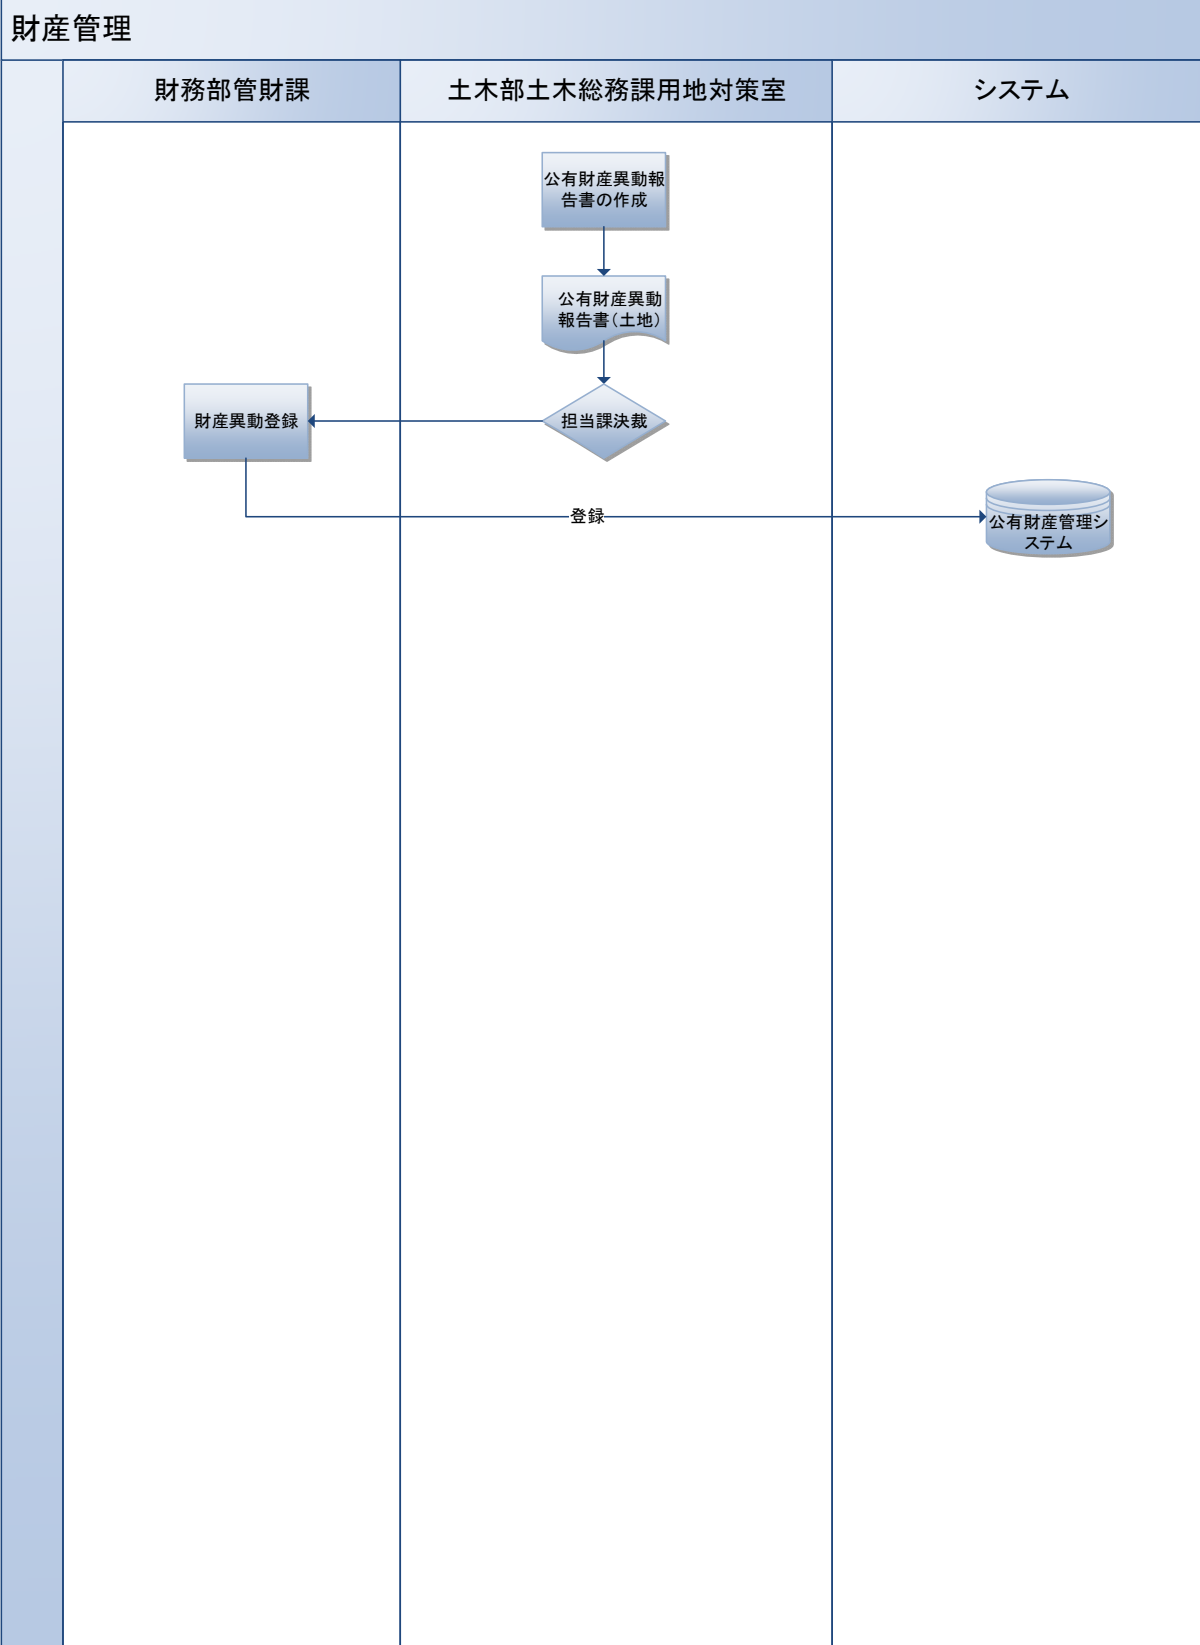 財産管理
財務部管財課
土木部土木総務課用地対策室
システム
公有財産異動報
告書の作成
公有財産異動
報告書（土地）
財産異動登録
担当課決裁
登録
公有財産管理シ
ステム